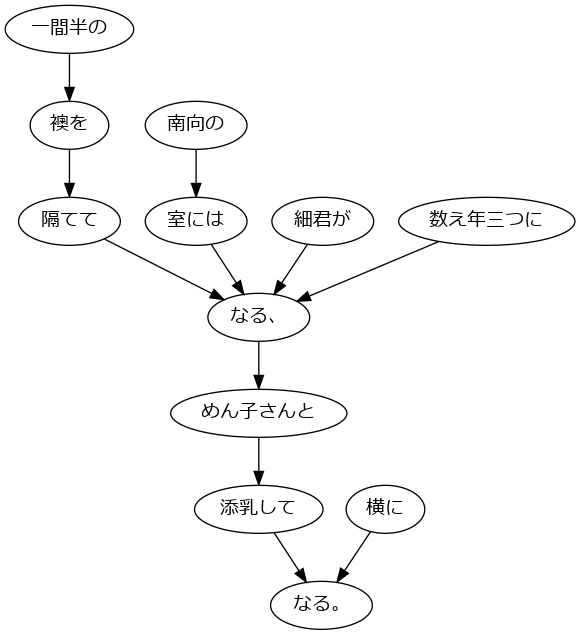 一間半の
襖を
南向の
隔てて
室には
細君が
数え年三つに
なる、
めん子さんと
添乳して
横に
なる。